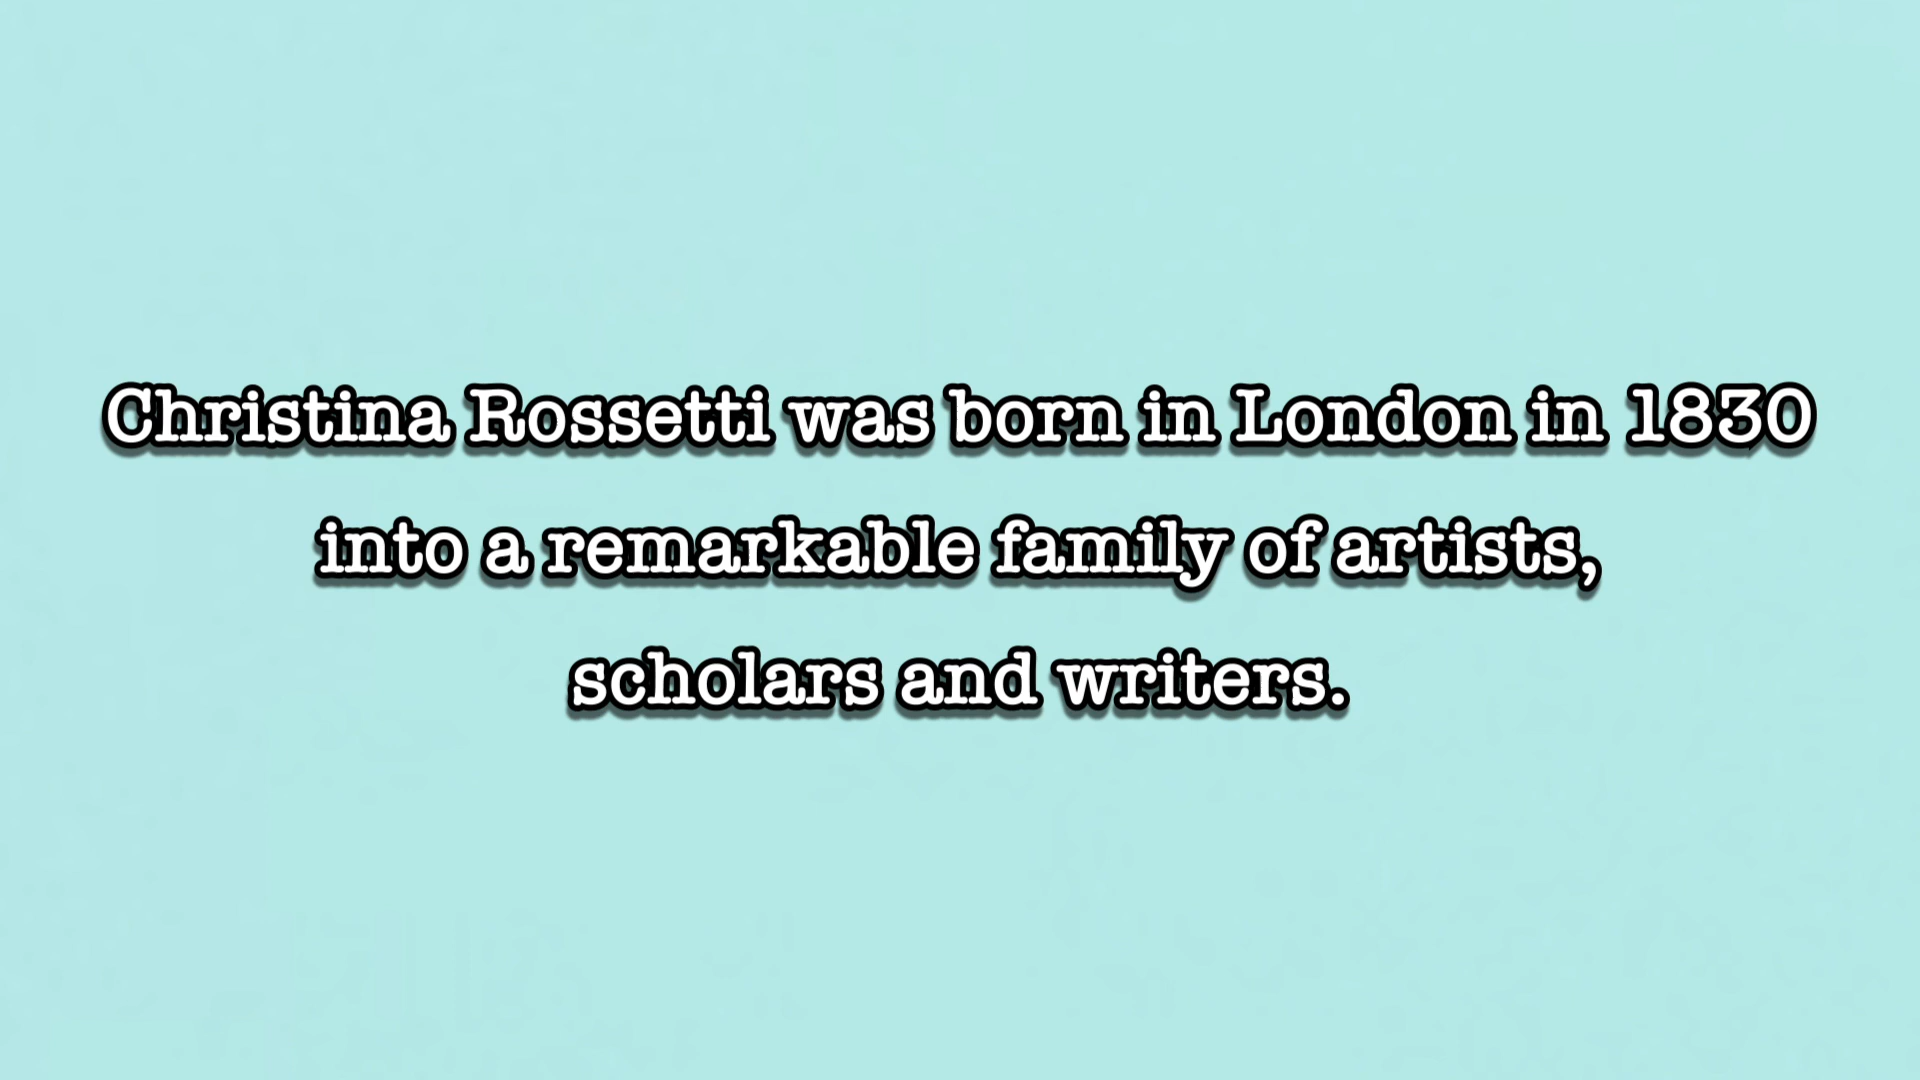 Christina Rossetti was born in London in 1830
into a remarkable family of artists,
scholars and writers.